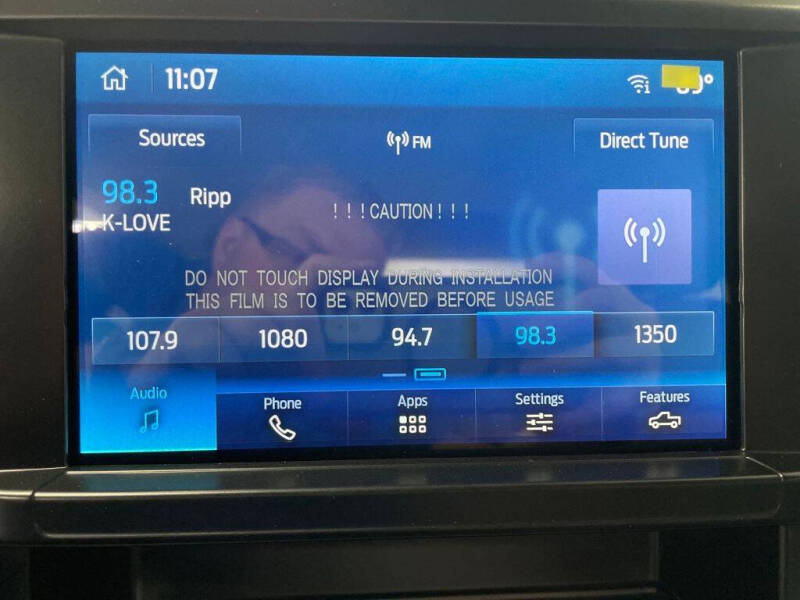 11:07
Sources
FM
Direct Tune
98.3
Ripp
K-LOVE
! ! ! CAUTION ! ! !
DO NOT TOUCH DISPLAY DURING INSTALLATION
THIS FILM IS TO BE REMOVED BEFORE USAGE
107.9 1080 94.7 98.3 1350
Audio Phone Apps Settings Features